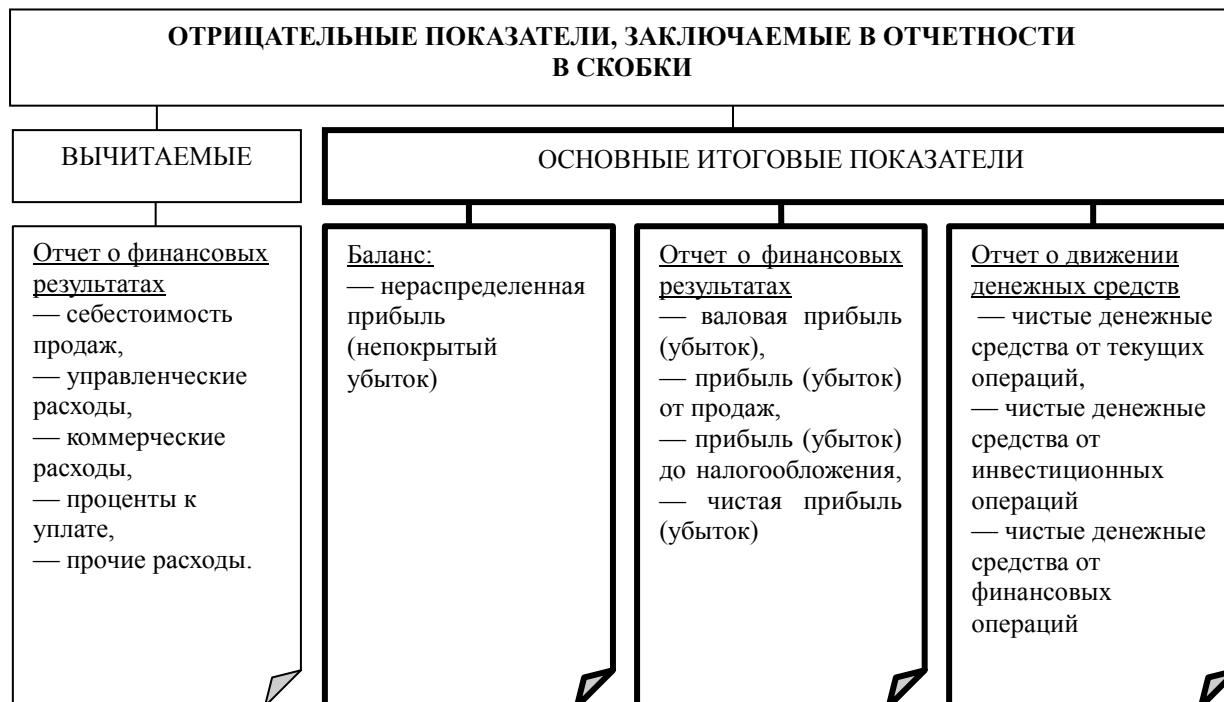 ОТРИЦАТЕЛЬНЫЕ ПОКАЗАТЕЛИ, ЗАКЛЮЧАЕМЫЕ В ОТЧЕТНОСТИ
В СКОБКИ
ВЫЧИТАЕМЫЕ
ОСНОВНЫЕ ИТОГОВЫЕ ПОКАЗАТЕЛИ
Отчет о финансовых
результатах
— себестоимость
продаж,
— управленческие
расходы,
— коммерческие
расходы,
— проценты к
уплате,
— прочие расходы.
Баланс:
— нераспределенная
прибыль
(непокрытый
убыток)
Отчет о финансовых
результатах
— валовая прибыль
(убыток),
— прибыль (убыток)
от продаж,
— прибыль (убыток)
до налогообложения,
— чистая прибыль
(убыток)
Отчет о движении
денежных средств
— чистые денежные
средства от текущих
операций,
— чистые денежные
средства от
инвестиционных
операций
— чистые денежные
средства от
финансовых
операций